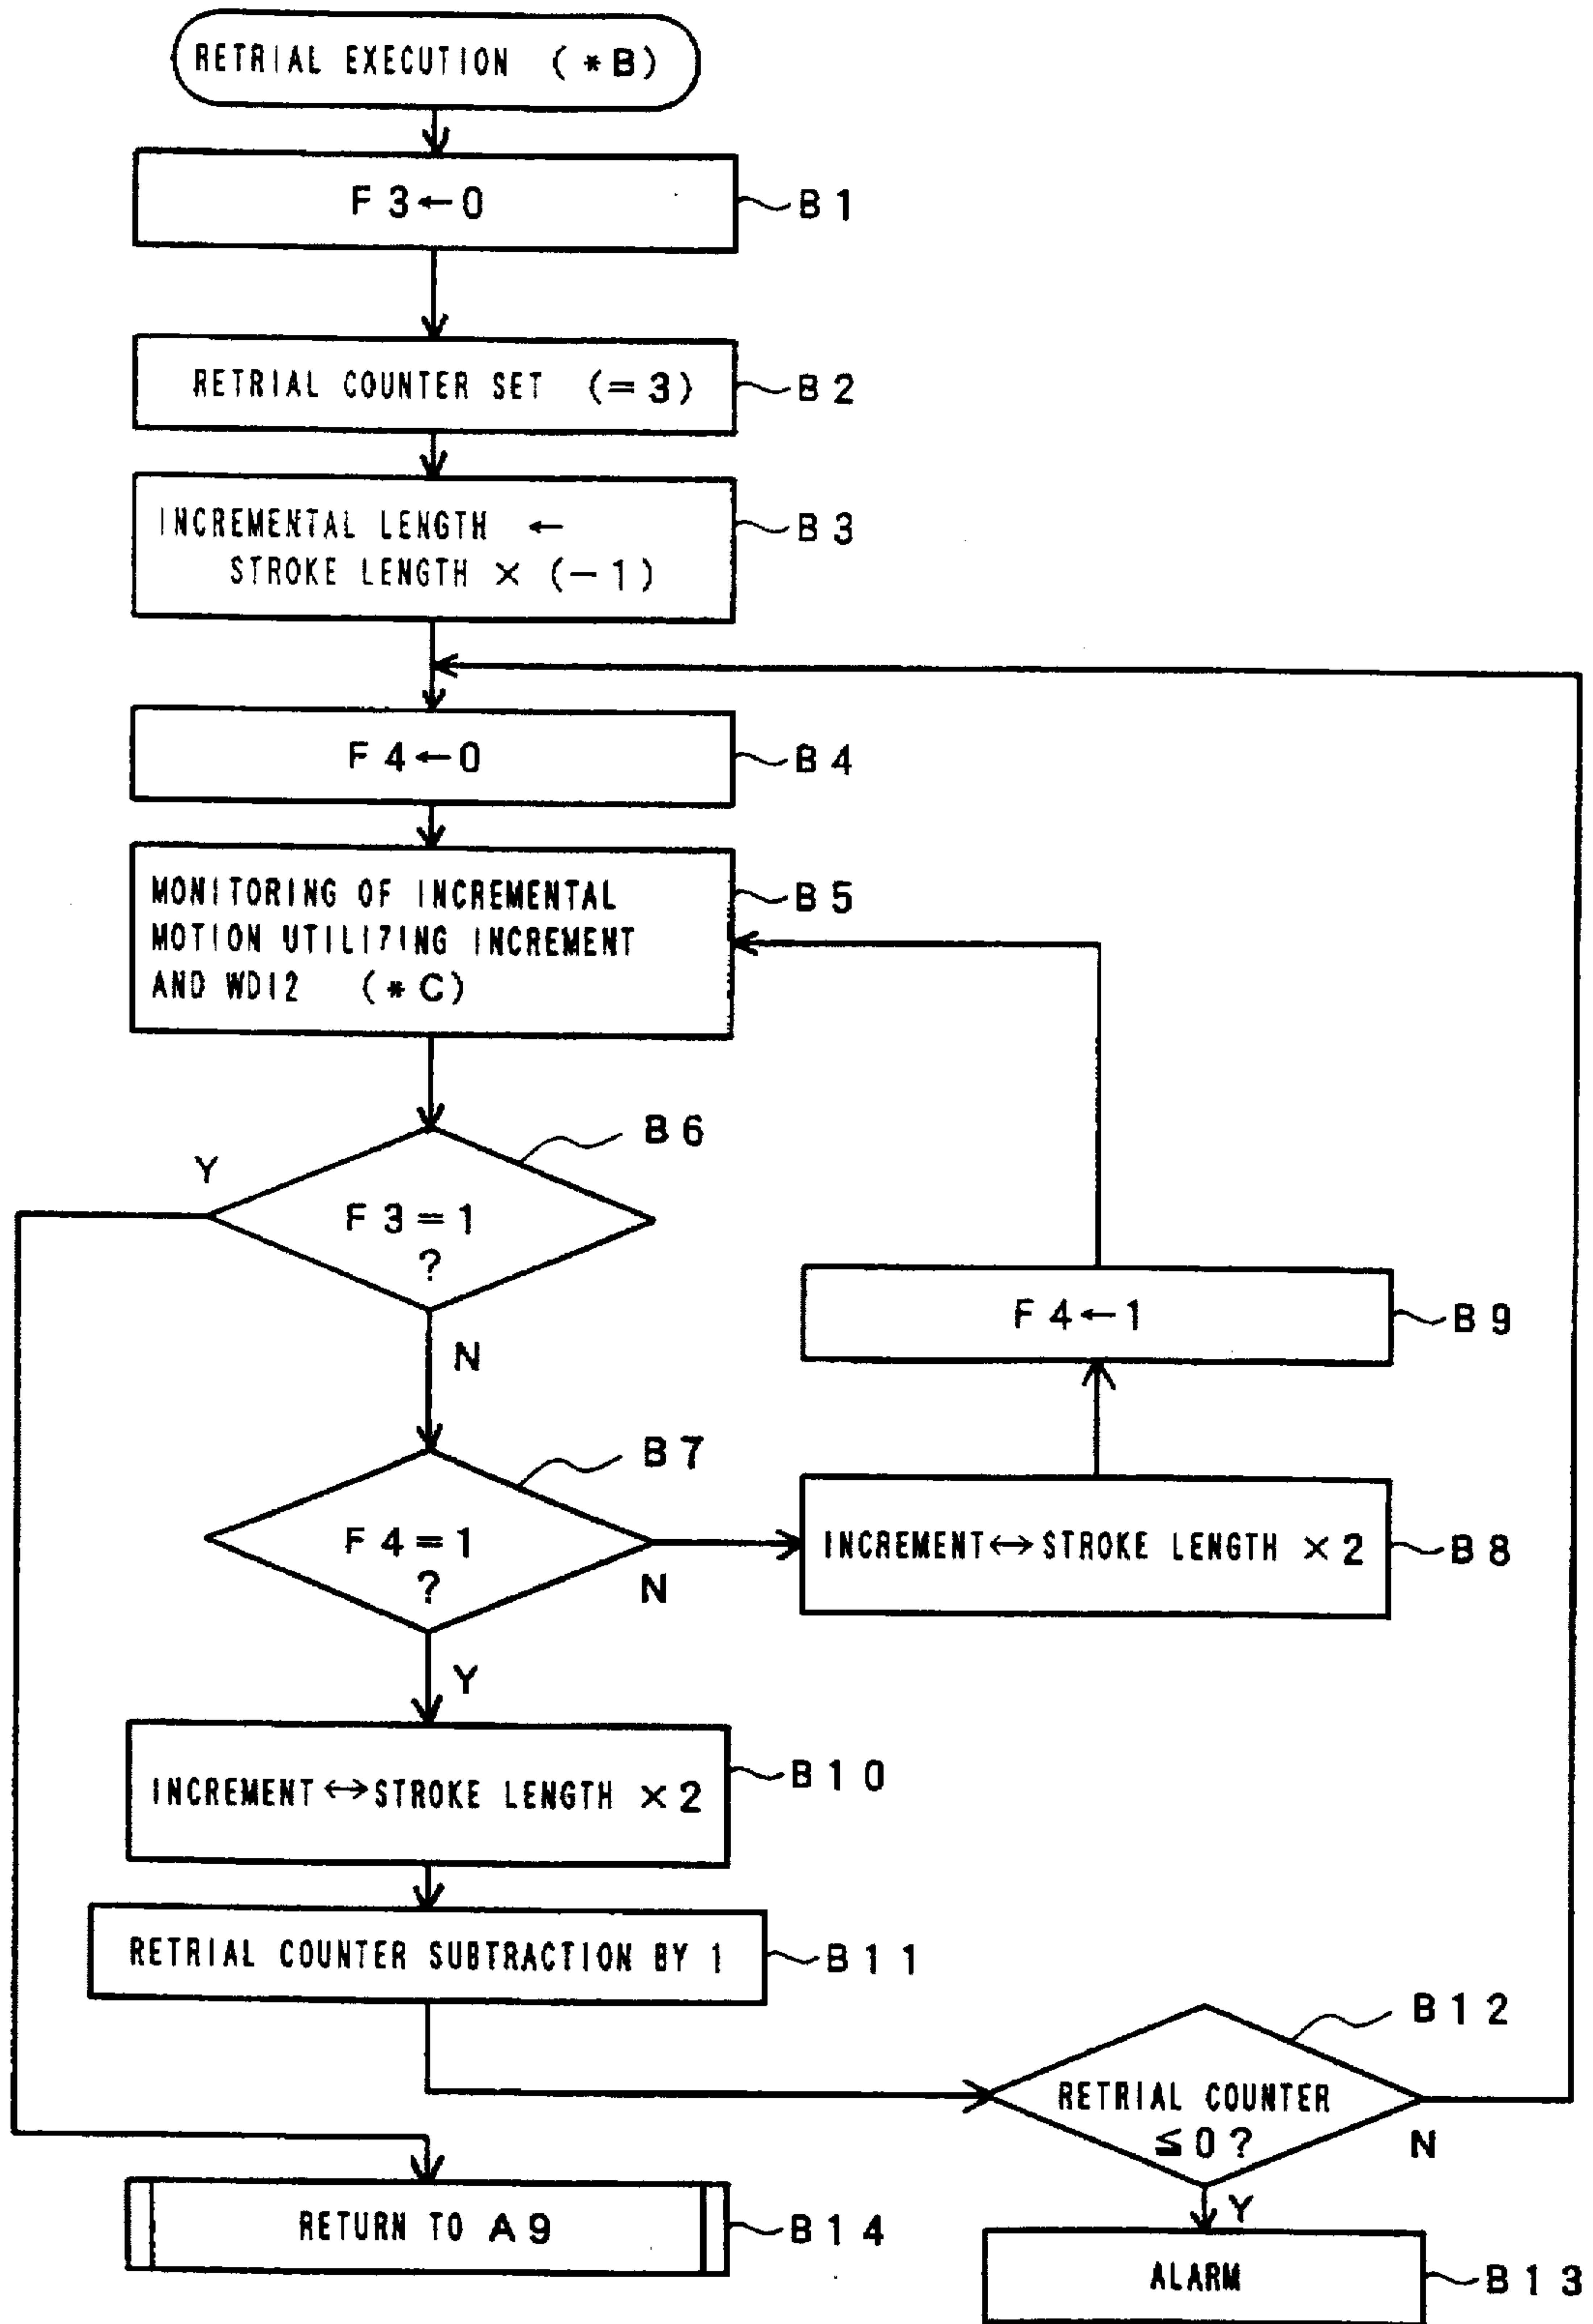 RETRIAL EXECUTION (*B)
F3←0
B1
RETRIAL COUNTER SET (=3)
B2
INCREMENTAL LENGTH ←
STROKE LENGTH × (-1)
B3
F4←0
B4
MONITORING OF INCREMENTAL
MOTION UTILIZING INCREMENT
AND WDI2 (*C)
B5
B6
Y
F3=1
?
N
F4←1
B9
B7
F4=1
?
N
INCREMENT↔STROKE LENGTH ×2
B8
Y
INCREMENT↔STROKE LENGTH ×2
B10
RETRIAL COUNTER SUBTRACTION BY 1
B11
B12
RETRIAL COUNTER
≦0?
N
Y
RETURN TO A9
B14
ALARM
B13